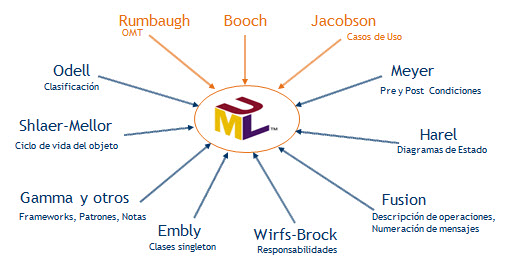 Rumbaugh
OMT
Booch
Jacobson
Casos de Uso
Odell
Clasificación
Meyer
Pre y Post Condiciones
UML™
Shlaer-Mellor
Ciclo de vida del objeto
Harel
Diagramas de Estado
Gamma y otros
Frameworks, Patrones, Notas
Fusion
Descripción de operaciones,
Numeración de mensajes
Embly
Clases singleton
Wirfs-Brock
Responsabilidades